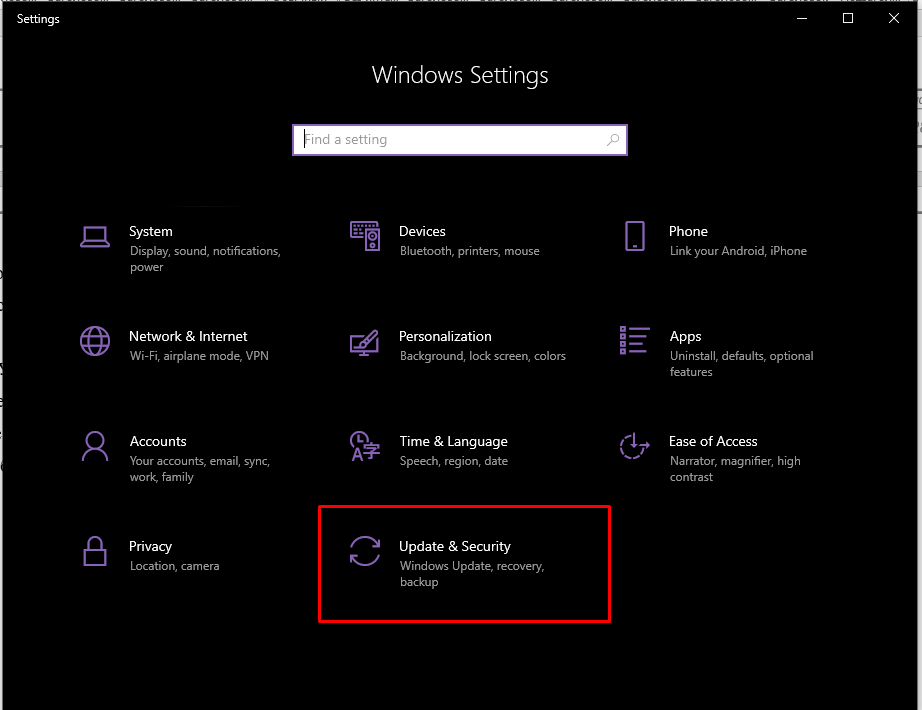 Settings
Windows Settings
Find a setting
System
Display, sound, notifications,
power
Devices
Bluetooth, printers, mouse
Phone
Link your Android, iPhone
Network & Internet
Wi-Fi, airplane mode, VPN
Personalization
Background, lock screen, colors
Apps
Uninstall, defaults, optional
features
Accounts
Your accounts, email, sync,
work, family
Time & Language
Speech, region, date
Ease of Access
Narrator, magnifier, high
contrast
Privacy
Location, camera
Update & Security
Windows Update, recovery,
backup